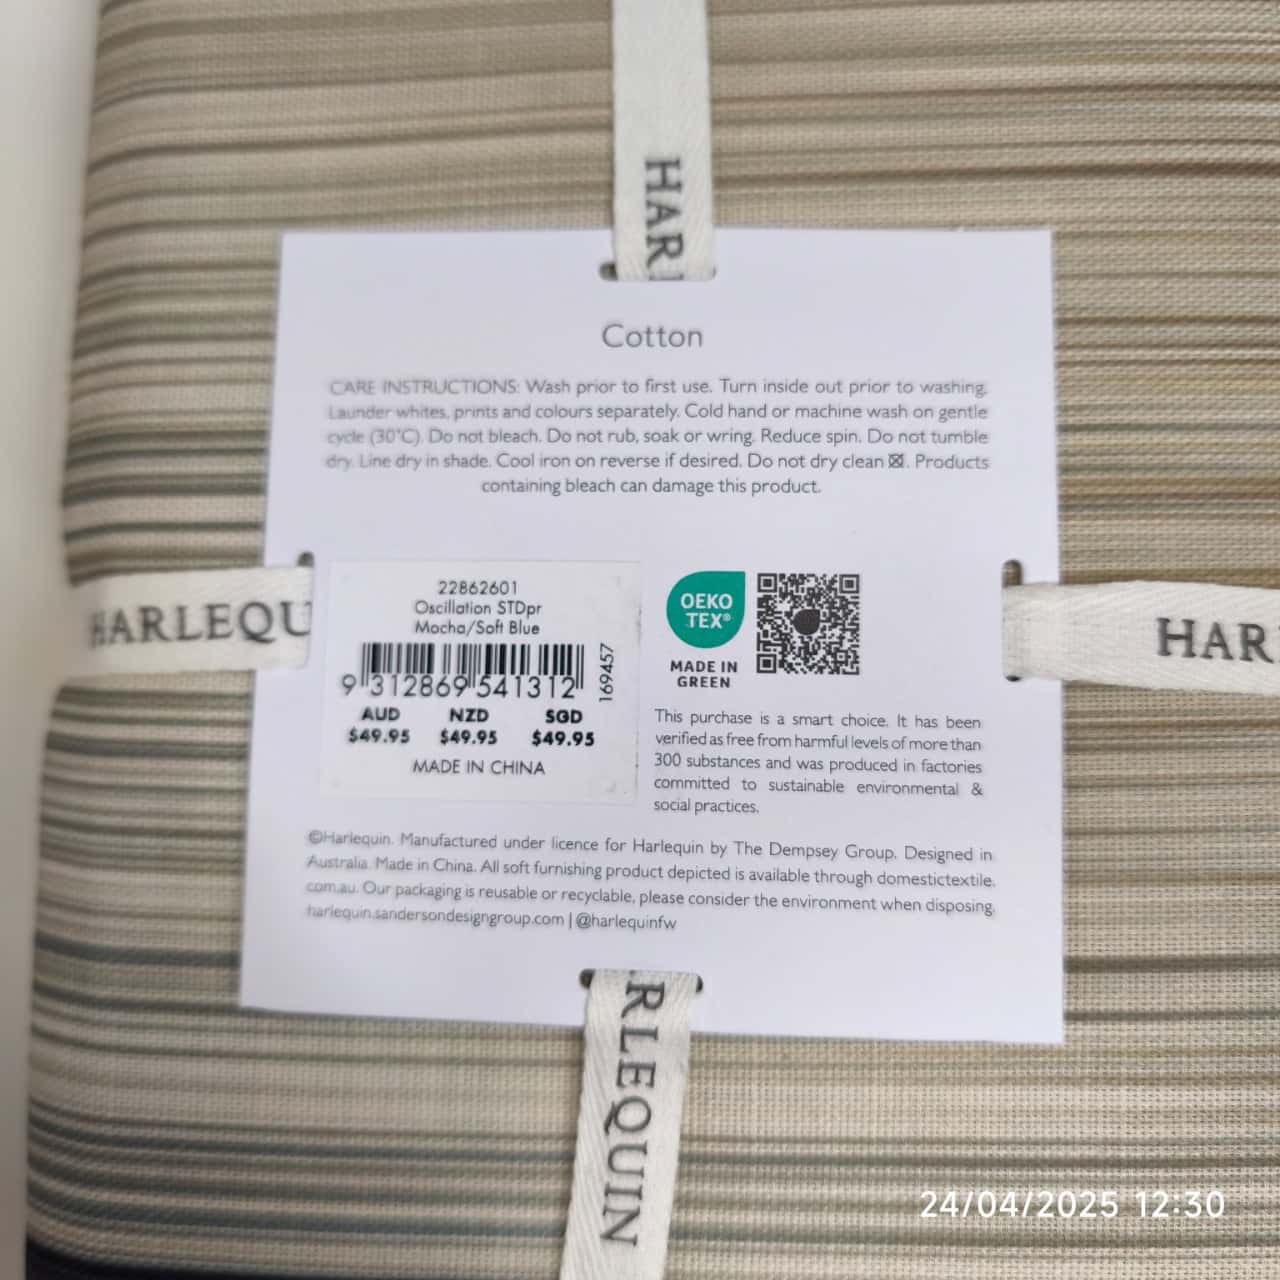 HAR
Cotton
CARE INSTRUCTIONS: Wash prior to first use. Turn inside out prior to washing.
Launder whites, prints and colours separately. Cold hand or machine wash on gentle
cycle (30°C). Do not bleach. Do not rub, soak or wring. Reduce spin. Do not tumble
dry. Line dry in shade. Cool iron on reverse if desired. Do not dry clean. Products
containing bleach can damage this product.
HARLEQU
22862601
Oscillation STDpr
Mocha/Soft Blue
9 312869 541312
169457
AUD NZD SGD
$49.95 $49.95 $49.95
MADE IN CHINA
OEKO
TEX®
MADE IN
GREEN
This purchase is a smart choice. It has been
verified as free from harmful levels of more than
300 substances and was produced in factories
committed to sustainable environmental &
social practices.
HAR
©Harlequin. Manufactured under licence for Harlequin by The Dempsey Group. Designed in
Australia. Made in China. All soft furnishing product depicted is available through domestictextile.
com.au. Our packaging is reusable or recyclable, please consider the environment when disposing.
harlequin.sandersondesigngroup.com | @harlequinfw
RLEQUIN
24/04/2025 12:30